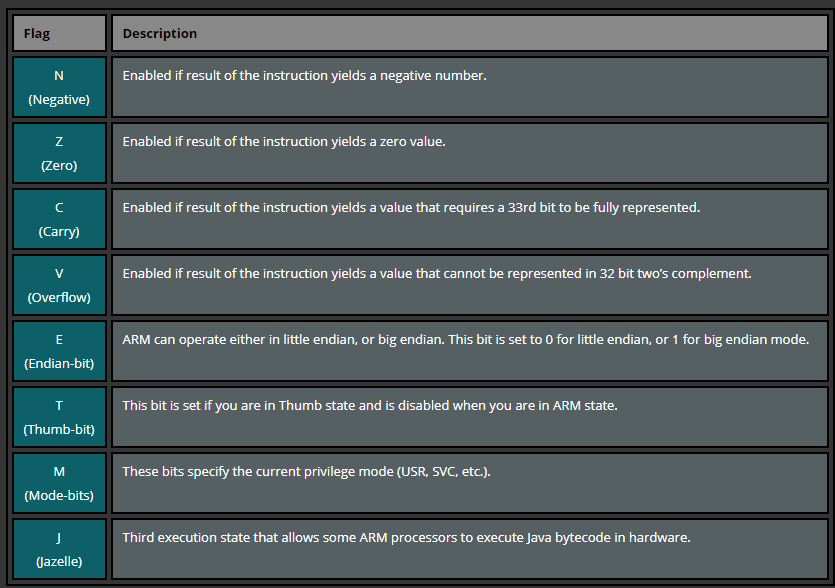 Flag Description
N
(Negative)
Enabled if result of the instruction yields a negative number.
Z
(Zero)
Enabled if result of the instruction yields a zero value.
C
(Carry)
Enabled if result of the instruction yields a value that requires a 33rd bit to be fully represented.
V
(Overflow)
Enabled if result of the instruction yields a value that cannot be represented in 32 bit two’s complement.
E
(Endian-bit)
ARM can operate either in little endian, or big endian. This bit is set to 0 for little endian, or 1 for big endian mode.
T
(Thumb-bit)
This bit is set if you are in Thumb state and is disabled when you are in ARM state.
M
(Mode-bits)
These bits specify the current privilege mode (USR, SVC, etc.).
J
(Jazelle)
Third execution state that allows some ARM processors to execute Java bytecode in hardware.